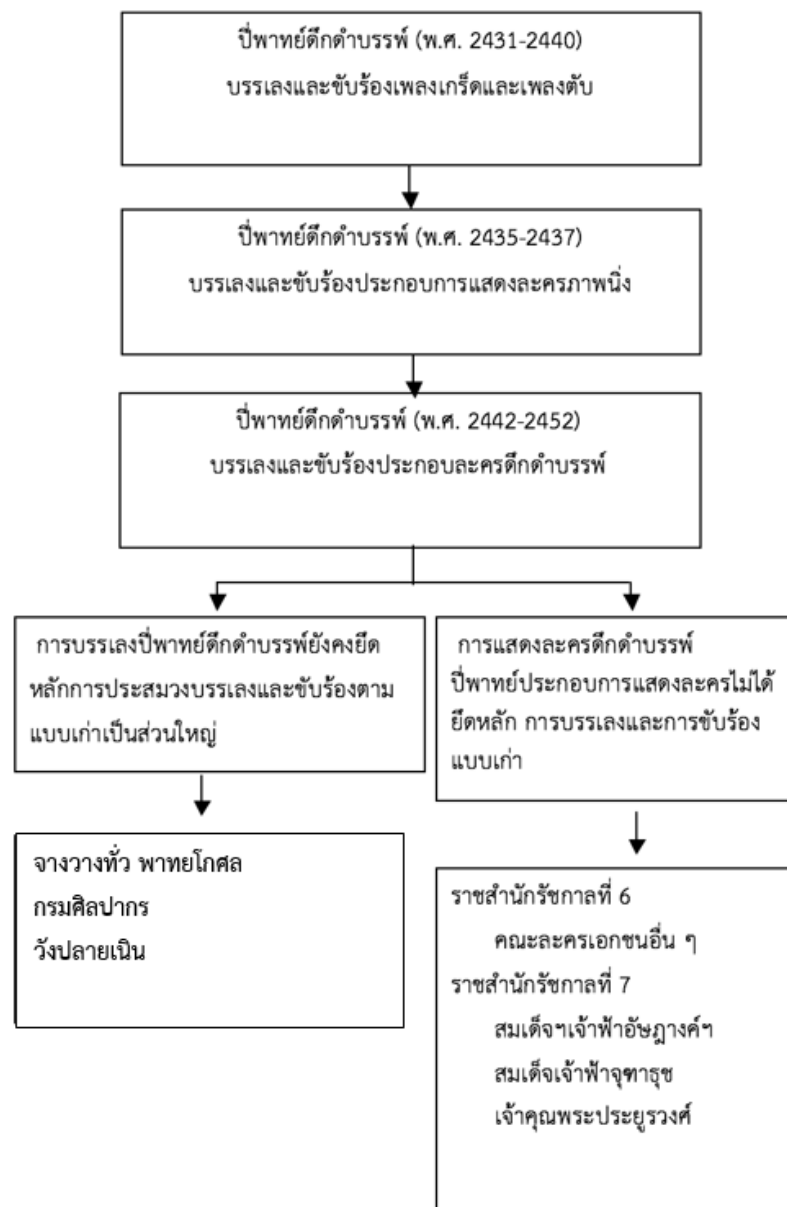 ปี่พาทย์ดึกดำบรรพ์ (พ.ศ. 2431-2440)
บรรเลงและขับร้องเพลงเกร็ดและเพลงตับ
ปี่พาทย์ดึกดำบรรพ์ (พ.ศ. 2435-2437)
บรรเลงและขับร้องประกอบการแสดงละครภาพนิ่ง
ปี่พาทย์ดึกดำบรรพ์ (พ.ศ. 2442-2452)
บรรเลงและขับร้องประกอบละครดึกดำบรรพ์
การบรรเลงปี่พาทย์ดึกดำบรรพ์ยังคงยึด
หลักการประสมวงบรรเลงและขับร้องตาม
แบบเก่าเป็นส่วนใหญ่
การแสดงละครดึกดำบรรพ์
ปี่พาทย์ประกอบการแสดงละครไม่ได้
ยึดหลัก การบรรเลงและการขับร้อง
แบบเก่า
จางวางทั่ว พาทยโกศล
กรมศิลปากร
วังปลายเนิน
ราชสำนักรัชกาลที่ 6
คณะละครเอกชนอื่น ๆ
ราชสำนักรัชกาลที่ 7
สมเด็จฯเจ้าฟ้าอัษฎางค์ฯ
สมเด็จเจ้าฟ้าจุฑาธุช
เจ้าคุณพระประยูรวงศ์